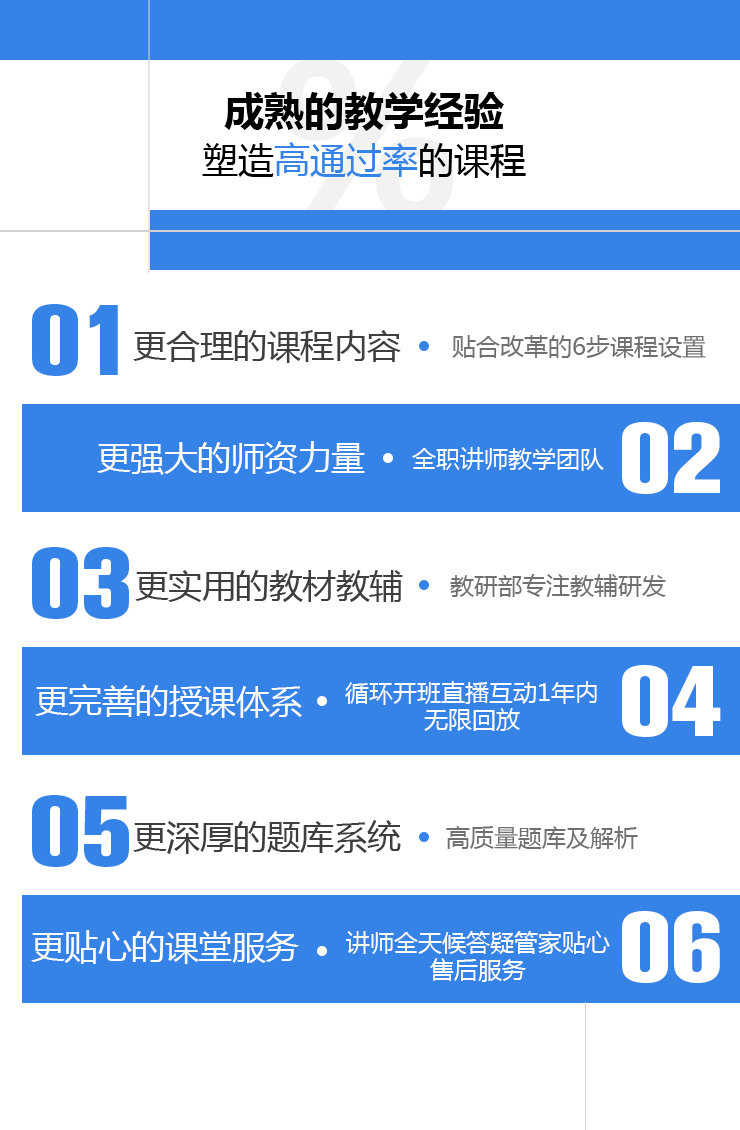 %
成熟的教学经验
塑造高通过率的课程
01 更合理的课程内容 • 贴合改革的6步课程设置
更强大的师资力量 • 全职讲师教学团队 02
03 更实用的教材教辅 • 教研部专注教辅研发
更完善的授课体系 • 循环开班直播互动1年内
无限回放 04
05 更深厚的题库系统 • 高质量题库及解析
更贴心的课堂服务 • 讲师全天候答疑管家贴心
售后服务 06